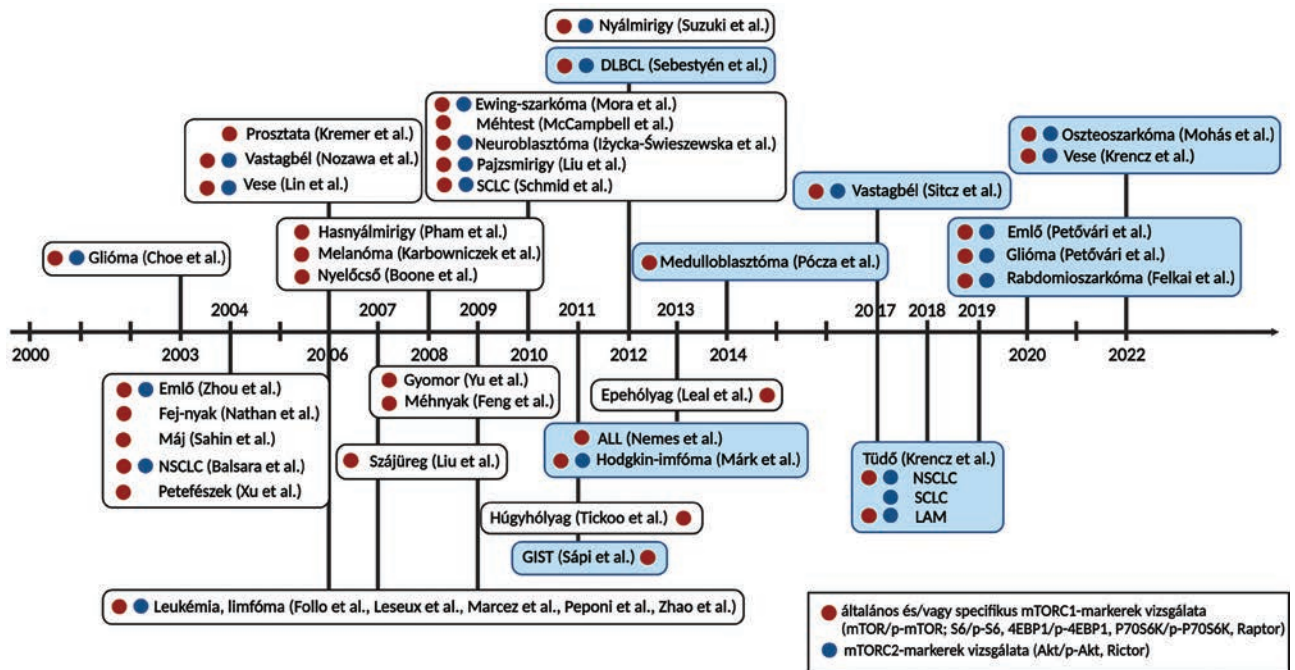 Nyálmirigy (Suzuki et al.)
DLBCL (Sebestyén et al.)
Ewing-szarkóma (Mora et al.)
Méhtest (McCampbell et al.)
Neuroblasztóma (Iżycka-Świeszewska et al.)
Pajzsmirigy (Liu et al.)
SCLC (Schmid et al.)
Prosztata (Kremer et al.)
Vastagbél (Nozawa et al.)
Vese (Lin et al.)
Oszteoszarkóma (Mohás et al.)
Vese (Krencz et al.)
Vastagbél (Sitcz et al.)
Hasnyálmirigy (Pham et al.)
Melanóma (Karbowniczek et al.)
Nyelőcső (Boone et al.)
Glióma (Choe et al.)
Medulloblasztóma (Pócza et al.)
Emlő (Petővári et al.)
Glióma (Petővári et al.)
Rabdomioszarkóma (Felkai et al.)
2004 2007 2009 2011 2013 2017 2018 2019
2000 2003 2006 2008 2010 2012 2014 2020 2022
Emlő (Zhou et al.)
Fej-nyak (Nathan et al.)
Máj (Sahin et al.)
NSCLC (Balsara et al.)
Petefészek (Xu et al.)
Gyomor (Yu et al.)
Méhnyak (Feng et al.)
Szájüreg (Liu et al.)
Epehólyag (Leal et al.)
ALL (Nemes et al.)
Hodgkin-imfóma (Márk et al.)
Húgyhólyag (Tickoo et al.)
GIST (Sápi et al.)
Tüdő (Krencz et al.)
NSCLC
SCLC
LAM
Leukémia, limfóma (Follo et al., Leseux et al., Marcez et al., Peponi et al., Zhao et al.)
általános és/vagy specifikus mTORC1-markerek vizsgálata
(mTOR/p-mTOR; S6/p-S6, 4EBP1/p-4EBP1, P70S6K/p-P70S6K, Raptor)
mTORC2-markerek vizsgálata (Akt/p-Akt, Rictor)